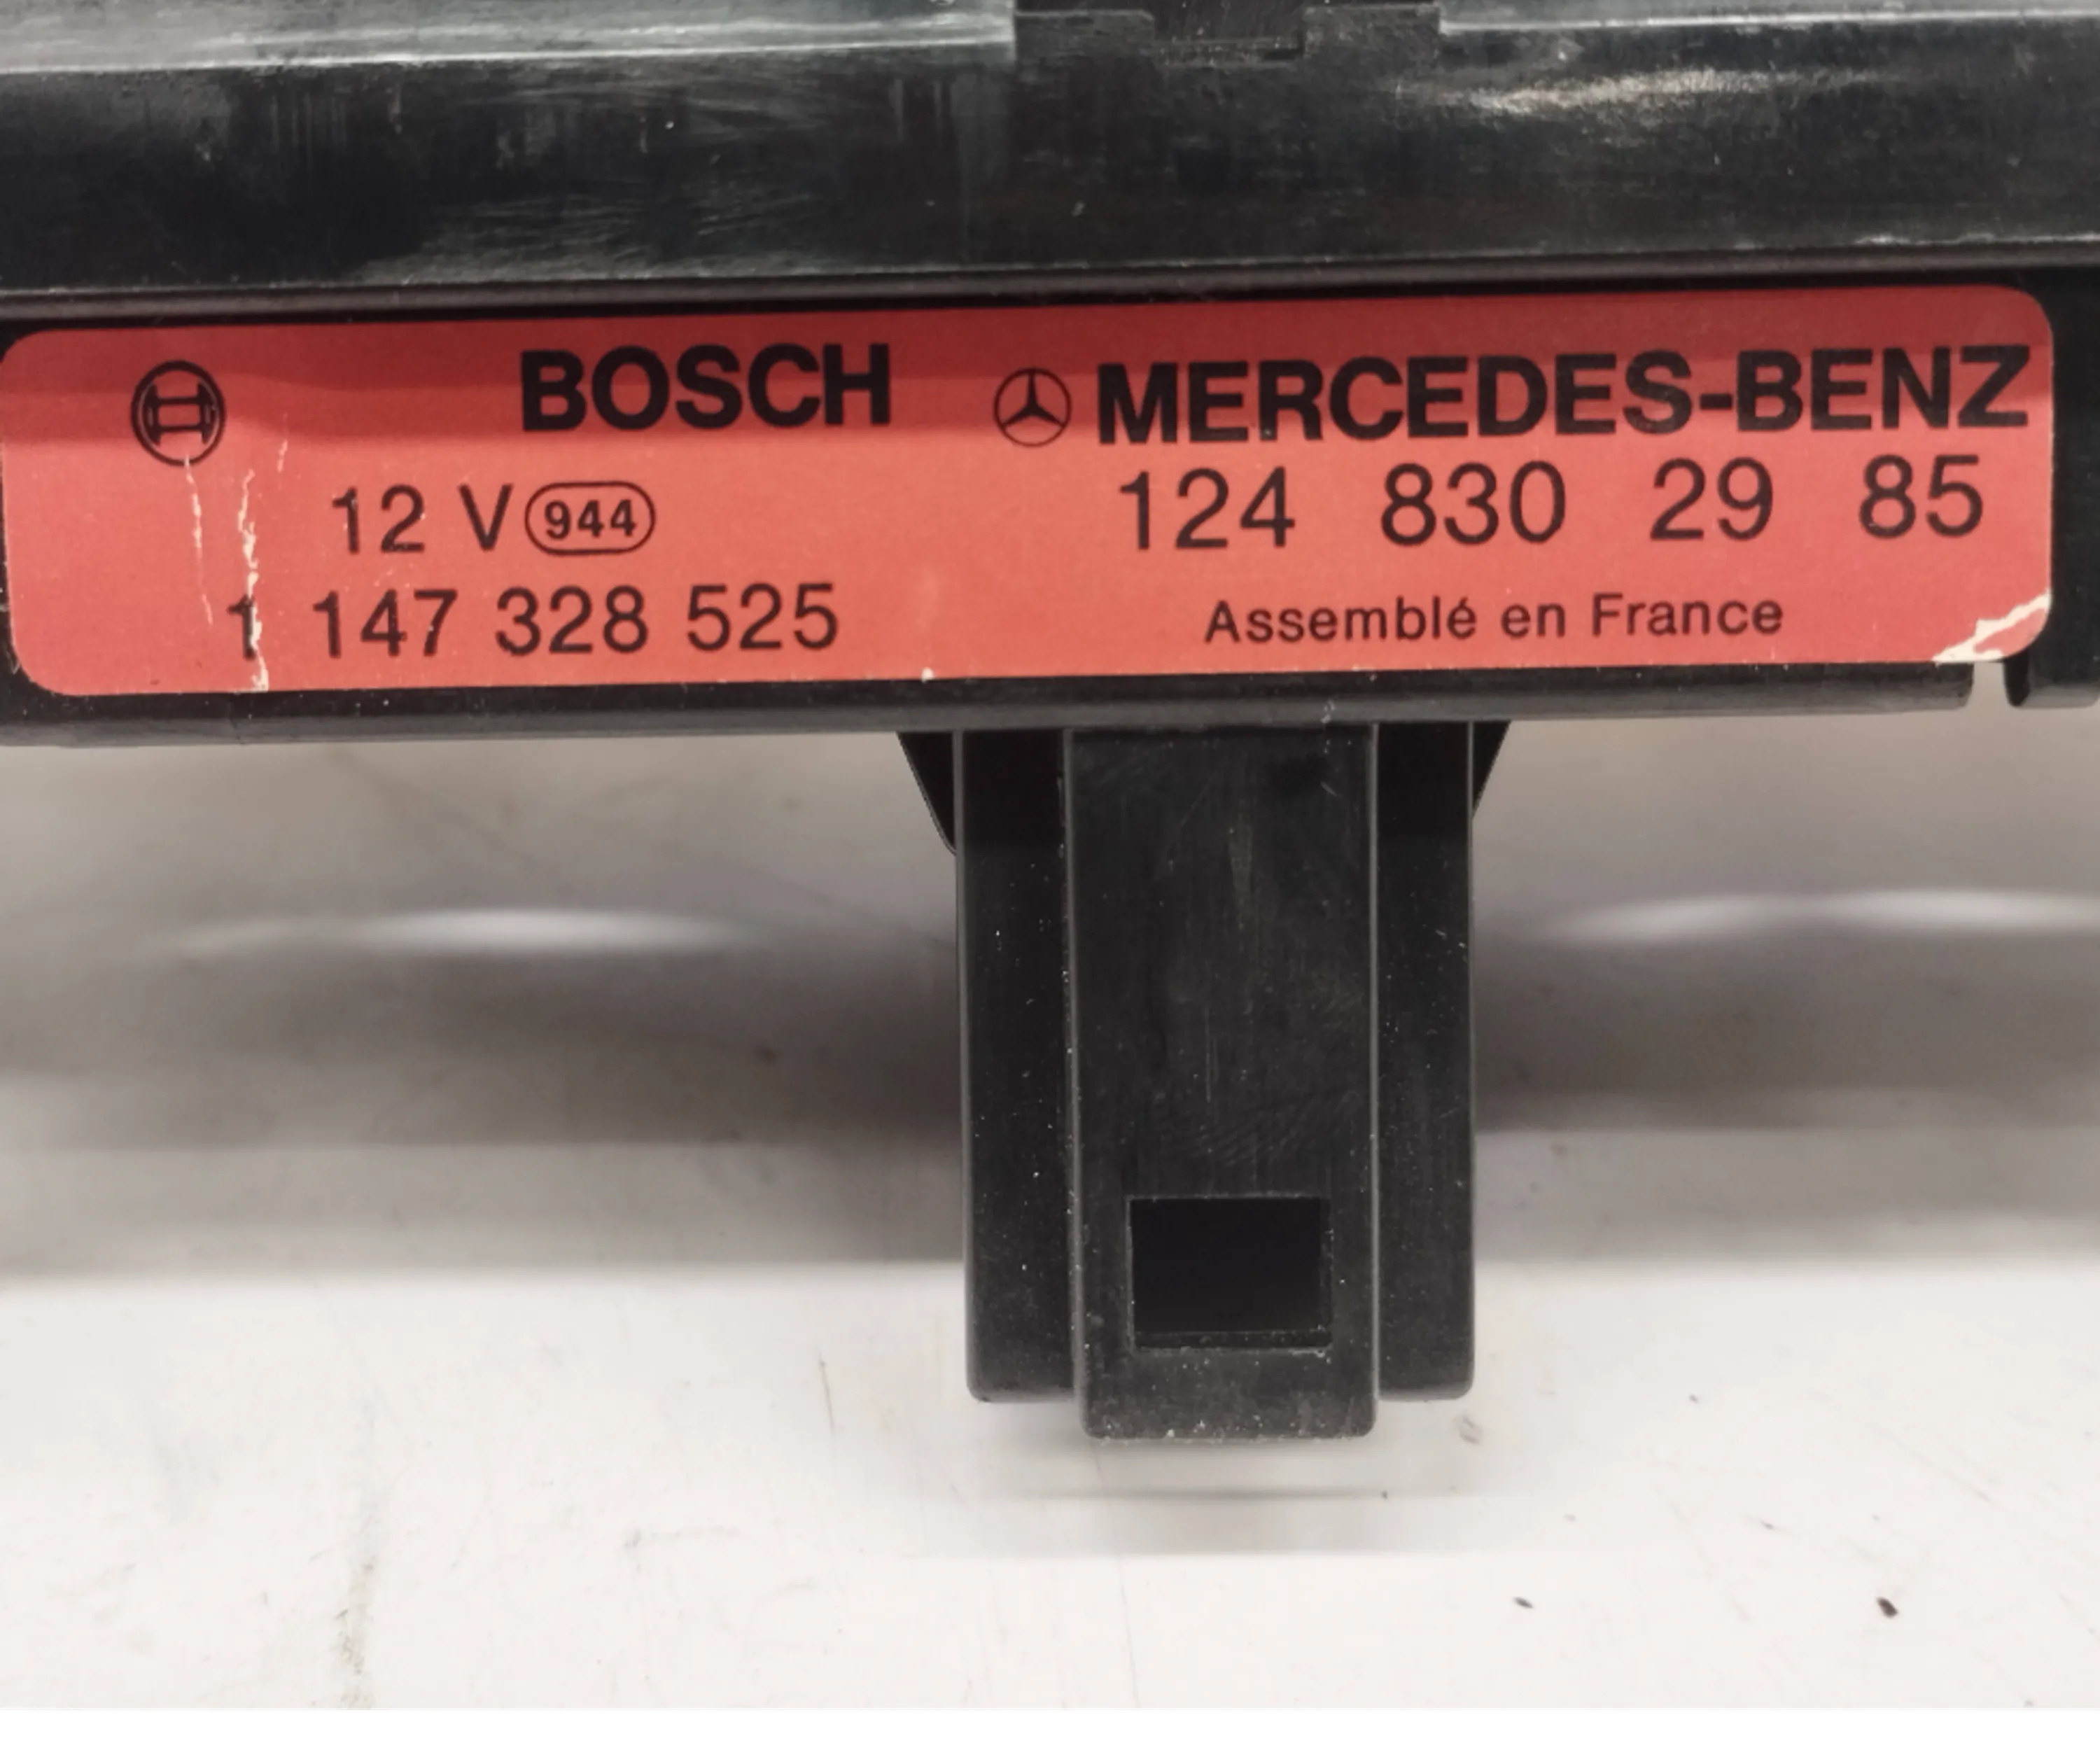 BOSCH
12 V 944
1 147 328 525
MERCEDES-BENZ
124 830 29 85
Assemblé en France